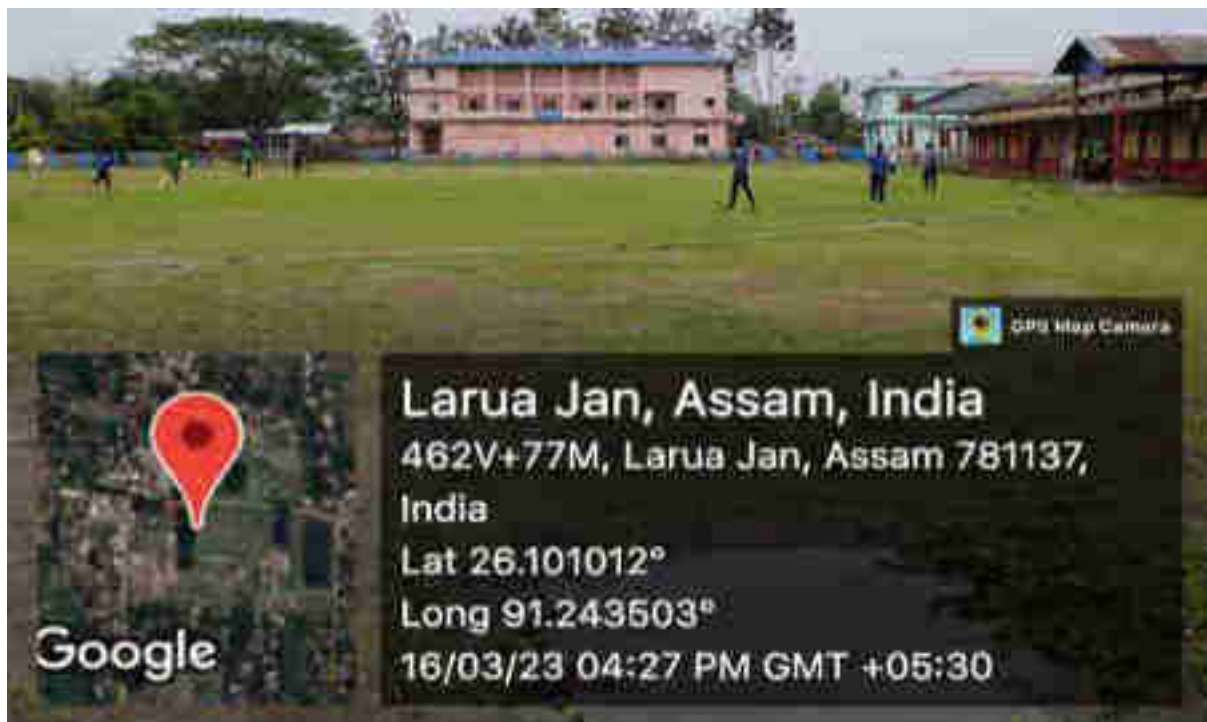 GPS Map Camera
Larua Jan, Assam, India
462V+77M, Larua Jan, Assam 781137,
India
Lat 26.101012°
Long 91.243503°
Google
16/03/23 04:27 PM GMT +05:30